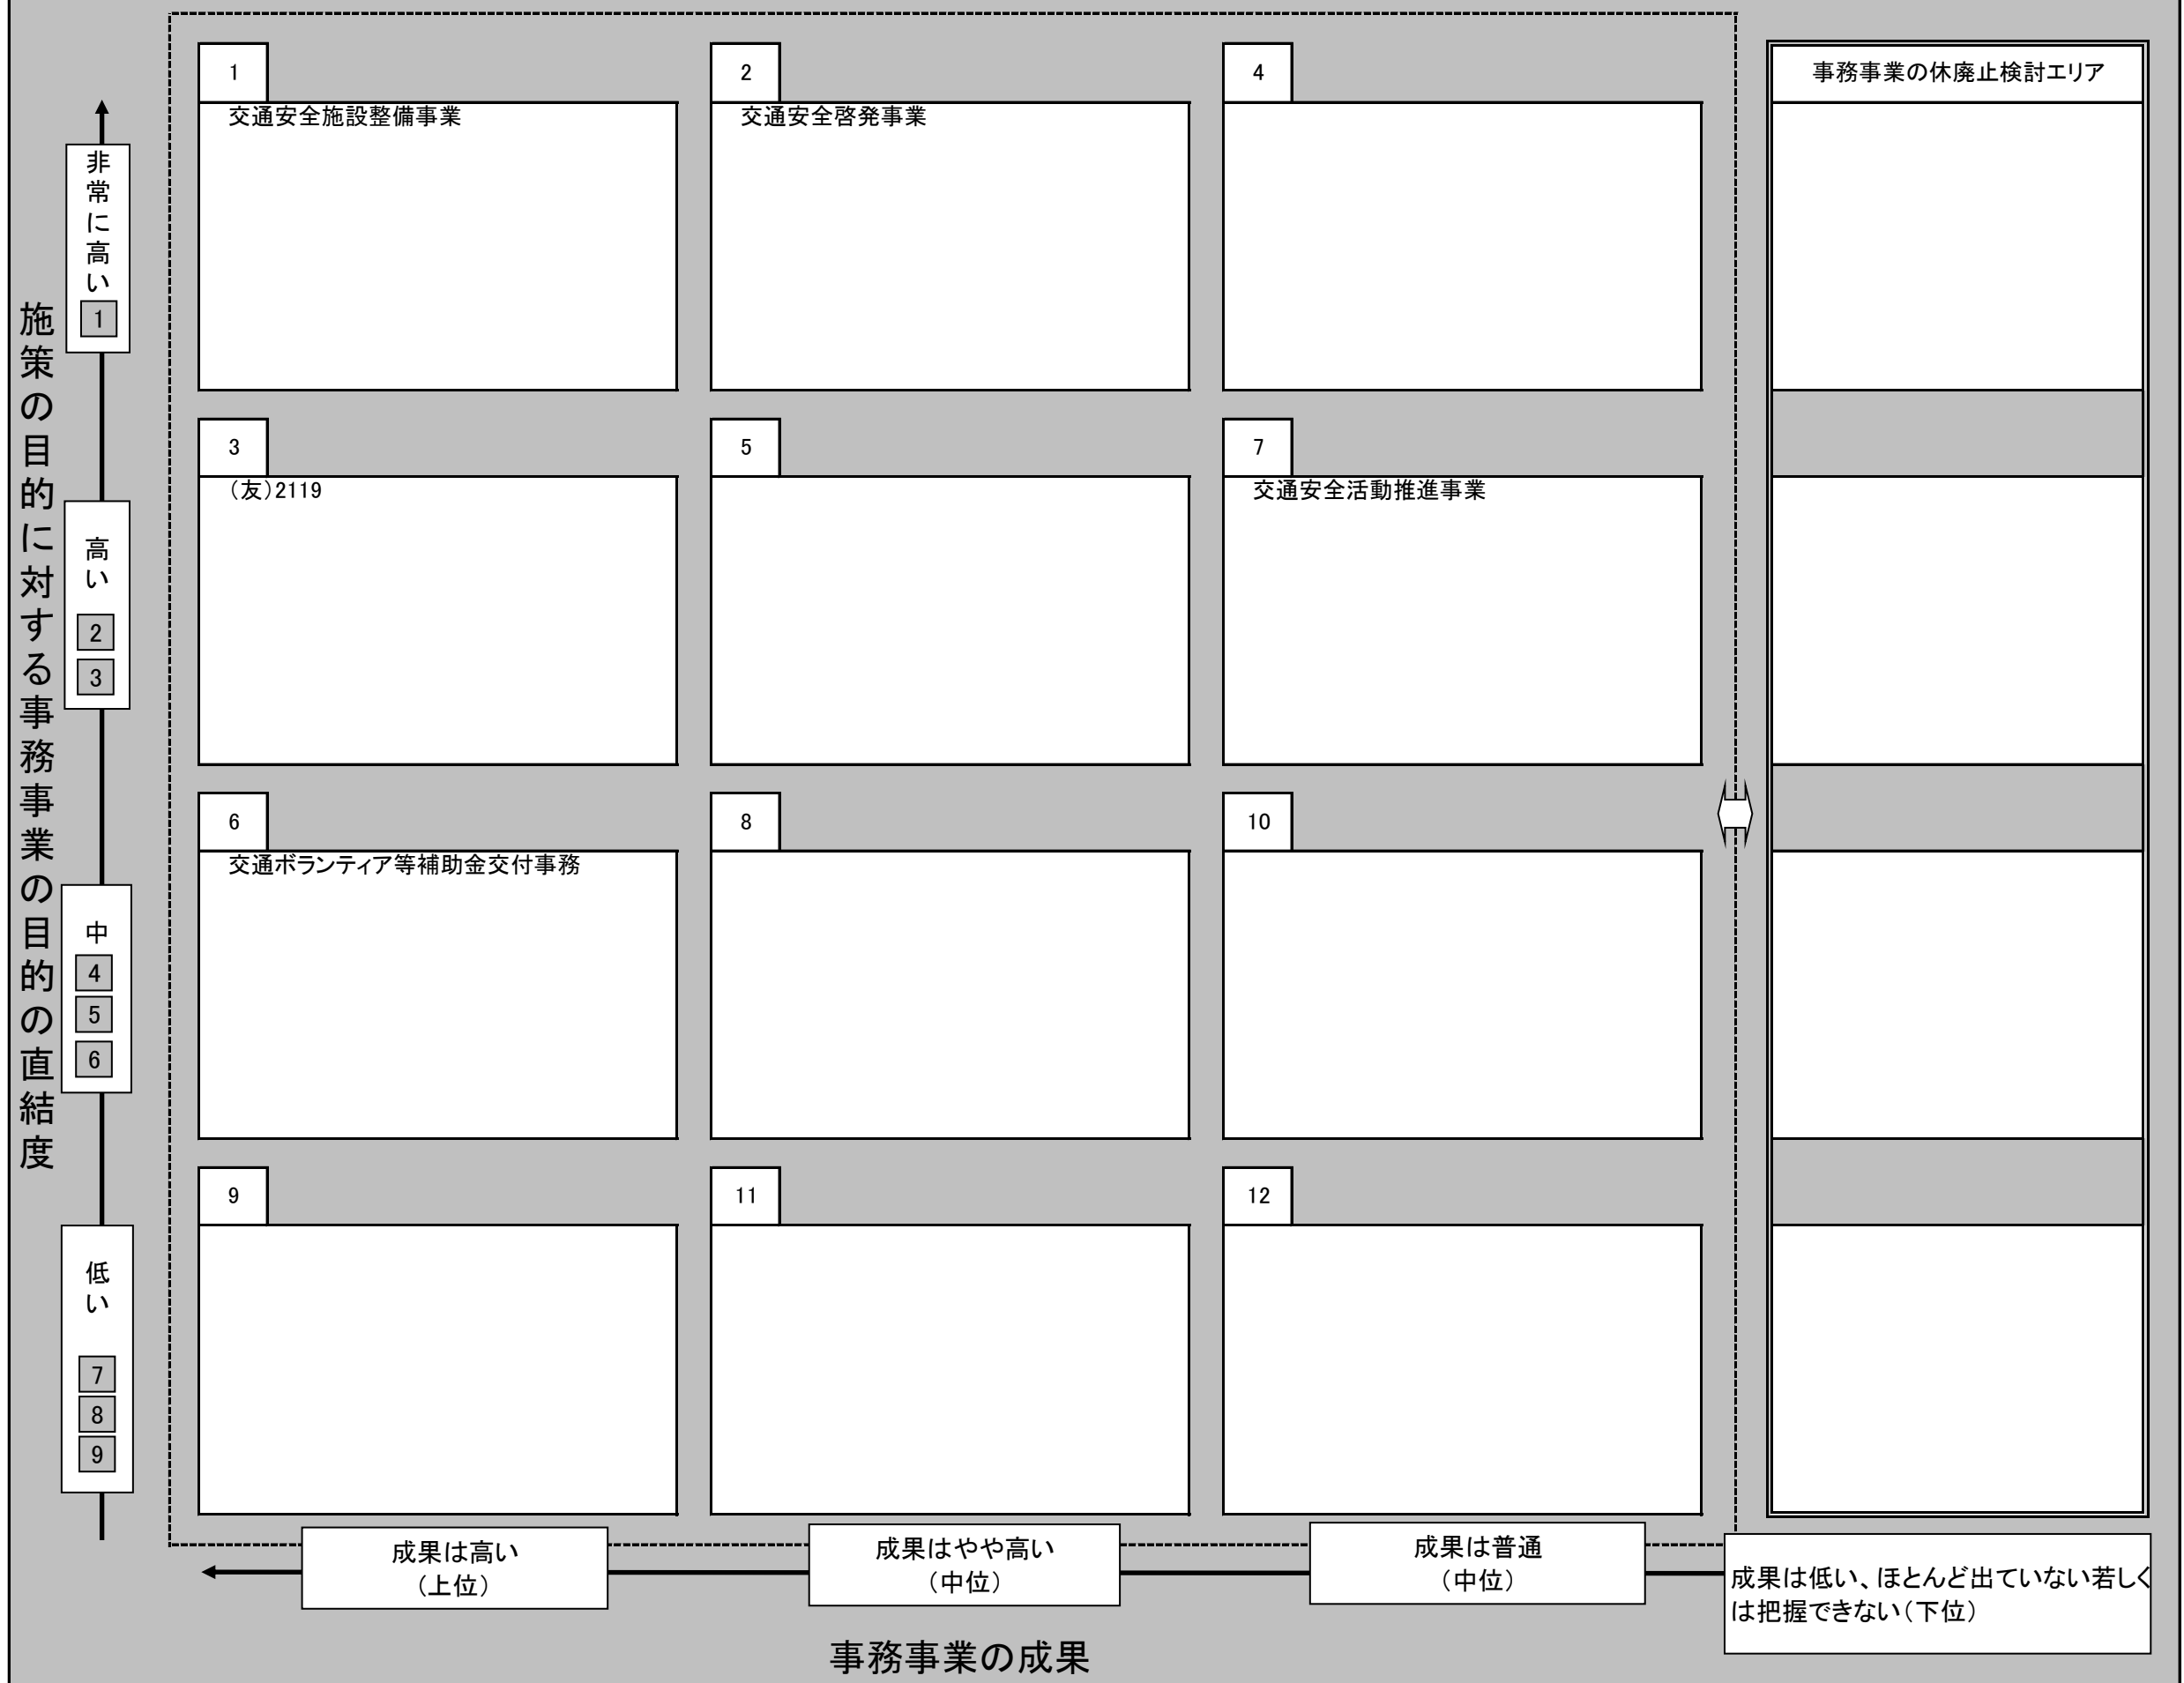 施策の目的に対する事務事業の目的の直結度
非常に高い
1
高い
2
3
中
4
5
6
低い
7
8
9
1
交通安全施設整備事業
2
交通安全啓発事業
4
事務事業の休廃止検討エリア
3
(友)2119
5
7
交通安全活動推進事業
6
交通ボランティア等補助金交付事務
8
10
9
11
12
成果は高い
(上位)
成果はやや高い
(中位)
成果は普通
(中位)
成果は低い、ほとんど出ていない若しく
は把握できない(下位)
事務事業の成果